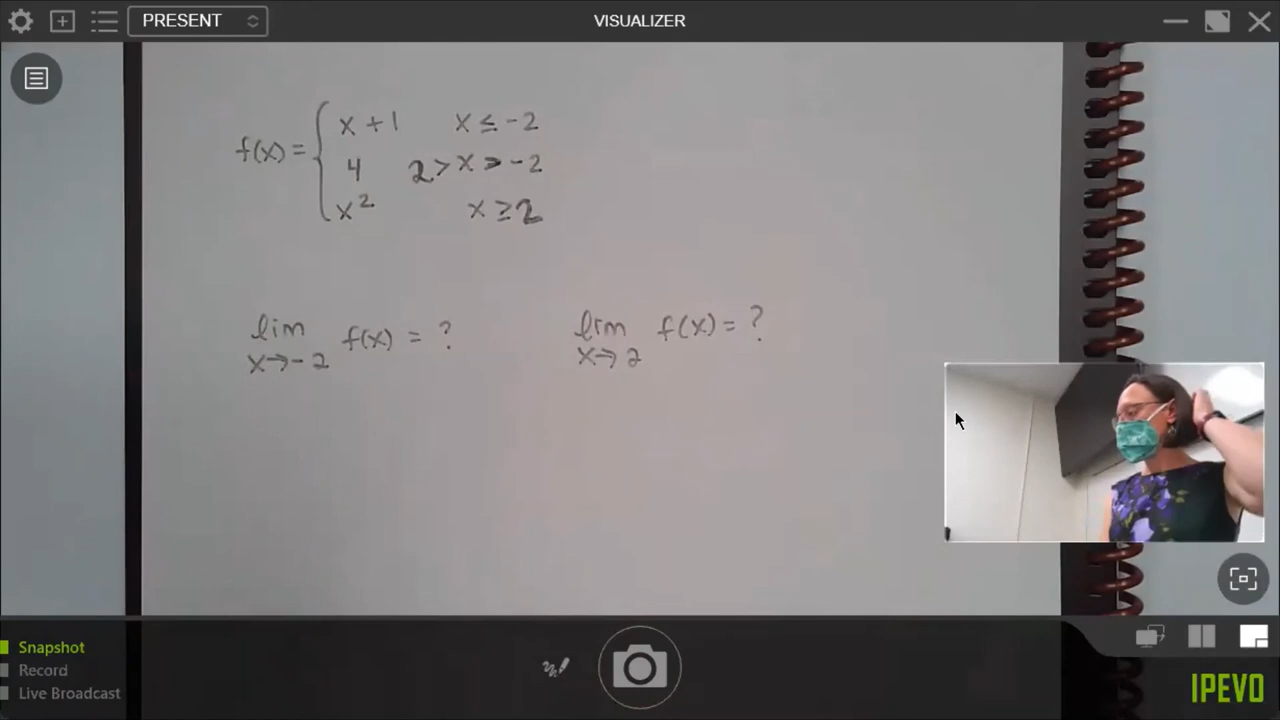 PRESENT
VISUALIZER
f(x) = { x + 1 x ≤ -2
4 2 > x > -2
x² x ≥ 2
lim x→-2 f(x) = ?
lim x→2 f(x) = ?
Snapshot
Record
Live Broadcast
IPEVO